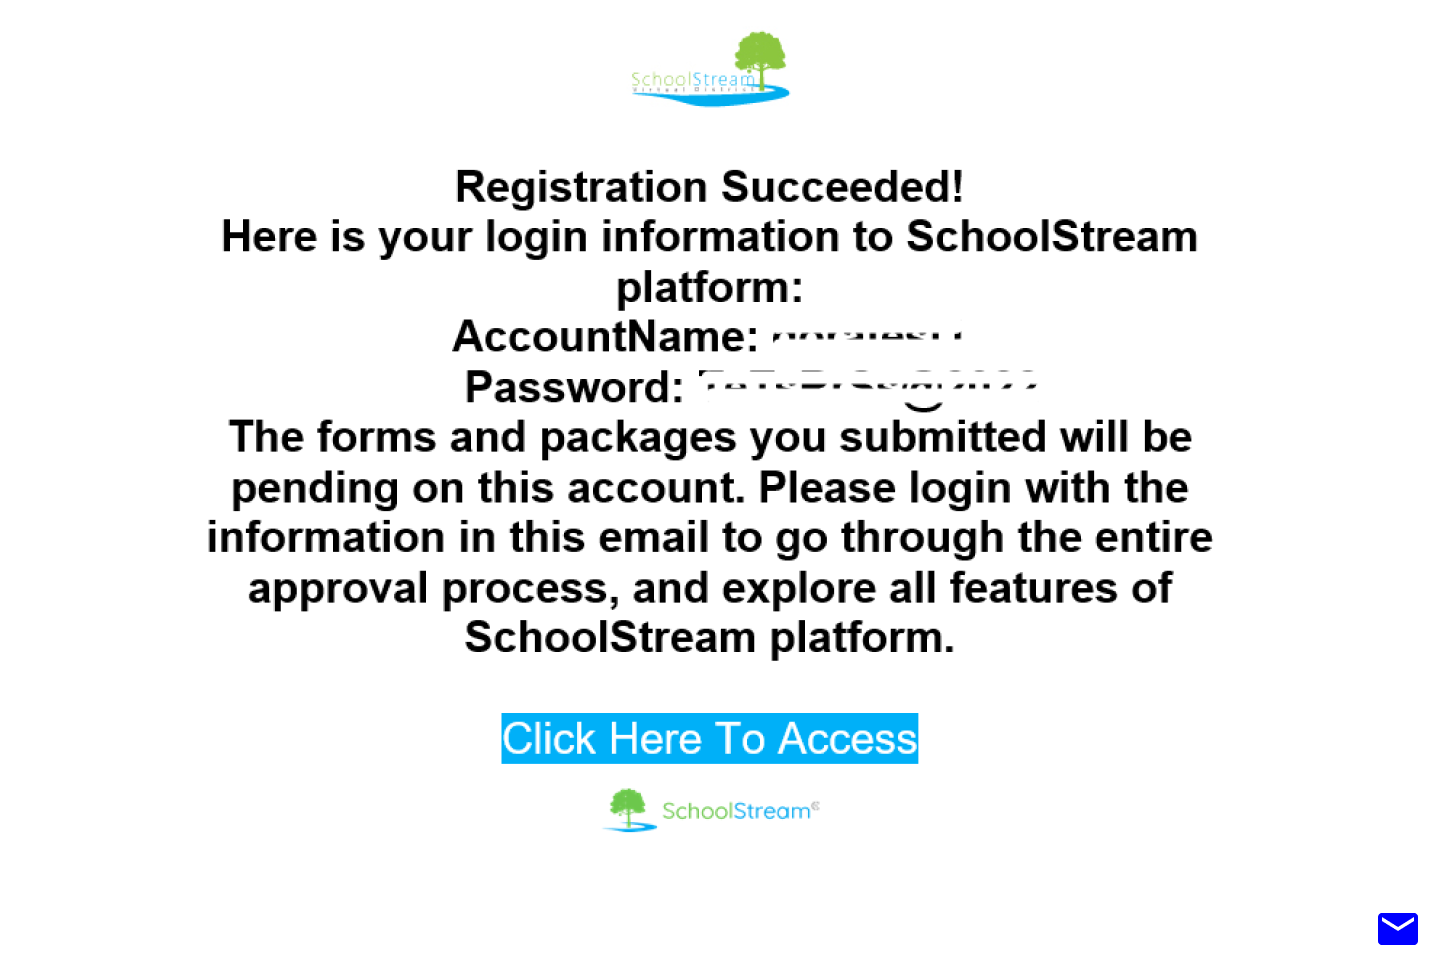 SchoolStream
Virtual District
Registration Succeeded!
Here is your login information to SchoolStream
platform:
AccountName:
Password:
The forms and packages you submitted will be
pending on this account. Please login with the
information in this email to go through the entire
approval process, and explore all features of
SchoolStream platform.
Click Here To Access
SchoolStream